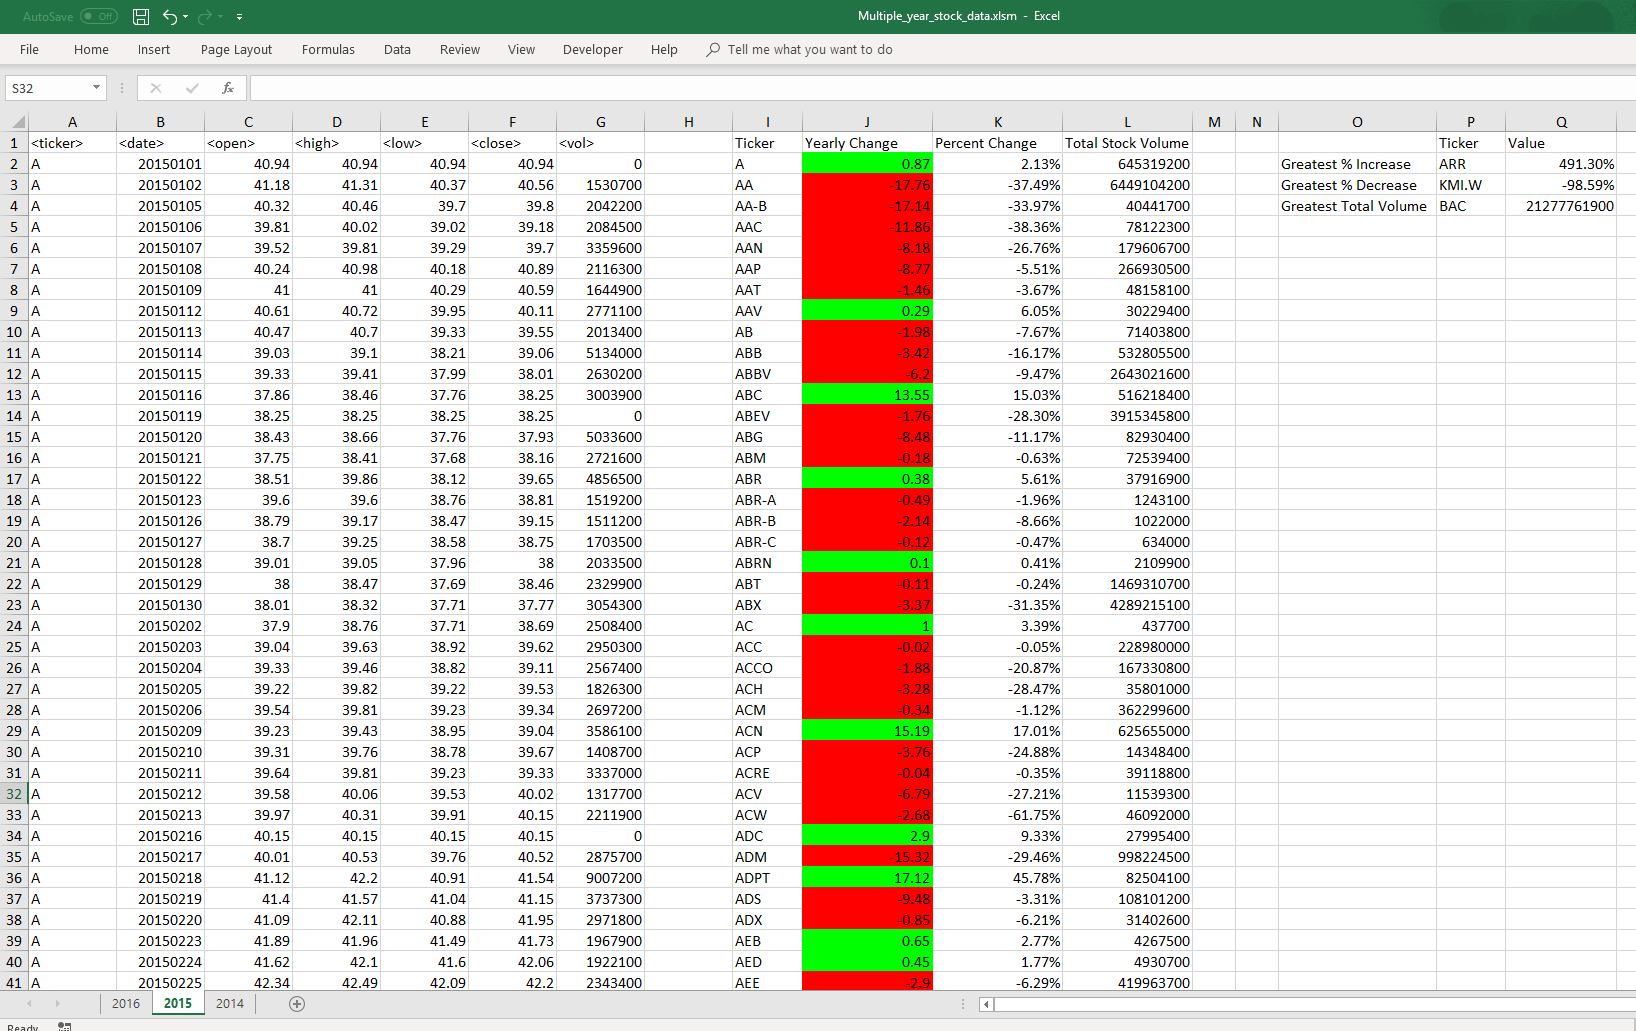 AutoSave Off Multiple_year_stock_data.xlsm - Excel
File Home Insert Page Layout Formulas Data Review View Developer Help Tell me what you want to do
S32 fx
A B C D E F G H I J K L M N O P Q
1 <ticker> <date> <open> <high> <low> <close> <vol> Ticker Yearly Change Percent Change Total Stock Volume Ticker Value
2 A 20150101 40.94 40.94 40.94 40.94 0 A 0.87 2.13% 645319200 Greatest % Increase ARR 491.30%
3 A 20150102 41.18 41.31 40.37 40.56 1530700 AA -17.76 -37.49% 6449104200 Greatest % Decrease KMI.W -98.59%
4 A 20150105 40.32 40.46 39.7 39.8 2042200 AA-B -17.14 -33.97% 40441700 Greatest Total Volume BAC 21277761900
5 A 20150106 39.81 40.02 39.02 39.18 2084500 AAC -11.86 -38.36% 78122300
6 A 20150107 39.52 39.81 39.29 39.7 3359600 AAN -8.18 -26.76% 179606700
7 A 20150108 40.24 40.98 40.18 40.89 2116300 AAP -8.77 -5.51% 266930500
8 A 20150109 41 41 40.29 40.59 1644900 AAT -1.46 -3.67% 48158100
9 A 20150112 40.61 40.72 39.95 40.11 2771100 AAV 0.29 6.05% 30229400
10 A 20150113 40.47 40.7 39.33 39.55 2013400 AB -1.98 -7.67% 71403800
11 A 20150114 39.03 39.1 38.21 39.06 5134000 ABB -3.42 -16.17% 532805500
12 A 20150115 39.33 39.41 37.99 38.01 2630200 ABBV -6.2 -9.47% 2643021600
13 A 20150116 37.86 38.46 37.76 38.25 3003900 ABC 13.55 15.03% 516218400
14 A 20150119 38.25 38.25 38.25 38.25 0 ABEV -1.76 -28.30% 3915345800
15 A 20150120 38.43 38.66 37.76 37.93 5033600 ABG -8.48 -11.17% 82930400
16 A 20150121 37.75 38.41 37.68 38.16 2721600 ABM -0.18 -0.63% 72539400
17 A 20150122 38.51 39.86 38.12 39.65 4856500 ABR 0.38 5.61% 37916900
18 A 20150123 39.6 39.6 38.76 38.81 1519200 ABR-A -0.49 -1.96% 1243100
19 A 20150126 38.79 39.17 38.47 39.15 1511200 ABR-B -2.14 -8.66% 1022000
20 A 20150127 38.7 39.25 38.58 38.75 1703500 ABR-C -0.12 -0.47% 634000
21 A 20150128 39.01 39.05 37.96 38 2033500 ABRN 0.1 0.41% 2109900
22 A 20150129 38 38.47 37.69 38.46 2329900 ABT -0.11 -0.24% 1469310700
23 A 20150130 38.01 38.32 37.71 37.77 3054300 ABX -3.37 -31.35% 4289215100
24 A 20150202 37.9 38.76 37.71 38.69 2508400 AC 1 3.39% 437700
25 A 20150203 39.04 39.63 38.92 39.62 2950300 ACC -0.02 -0.05% 228980000
26 A 20150204 39.33 39.46 38.82 39.11 2567400 ACCO -1.88 -20.87% 167330800
27 A 20150205 39.22 39.82 39.22 39.53 1826300 ACH -3.28 -28.47% 35801000
28 A 20150206 39.54 39.81 39.23 39.34 2697200 ACM -0.34 -1.12% 362299600
29 A 20150209 39.23 39.43 38.95 39.04 3586100 ACN 15.19 17.01% 625655000
30 A 20150210 39.31 39.76 38.78 39.67 1408700 ACP -3.76 -24.88% 14348400
31 A 20150211 39.64 39.81 39.23 39.33 3337000 ACRE -0.04 -0.35% 39118800
32 A 20150212 39.58 40.06 39.53 40.02 1317700 ACV -6.79 -27.21% 11539300
33 A 20150213 39.97 40.31 39.91 40.15 2211900 ACW -2.68 -61.75% 46092000
34 A 20150216 40.15 40.15 40.15 40.15 0 ADC 2.9 9.33% 27995400
35 A 20150217 40.01 40.53 39.76 40.52 2875700 ADM -15.32 -29.46% 998224500
36 A 20150218 41.12 42.2 40.91 41.54 9007200 ADPT 17.12 45.78% 82504100
37 A 20150219 41.4 41.57 41.04 41.15 3737300 ADS -9.48 -3.31% 108101200
38 A 20150220 41.09 42.11 40.88 41.95 2971800 ADX -0.85 -6.21% 31402600
39 A 20150223 41.89 41.96 41.49 41.73 1967900 AEB 0.65 2.77% 4267500
40 A 20150224 41.62 42.1 41.6 42.06 1922100 AED 0.45 1.77% 4930700
41 A 20150225 42.34 42.49 42.09 42.2 2343400 AEE -2.9 -6.29% 419963700
2016 2015 2014
Ready